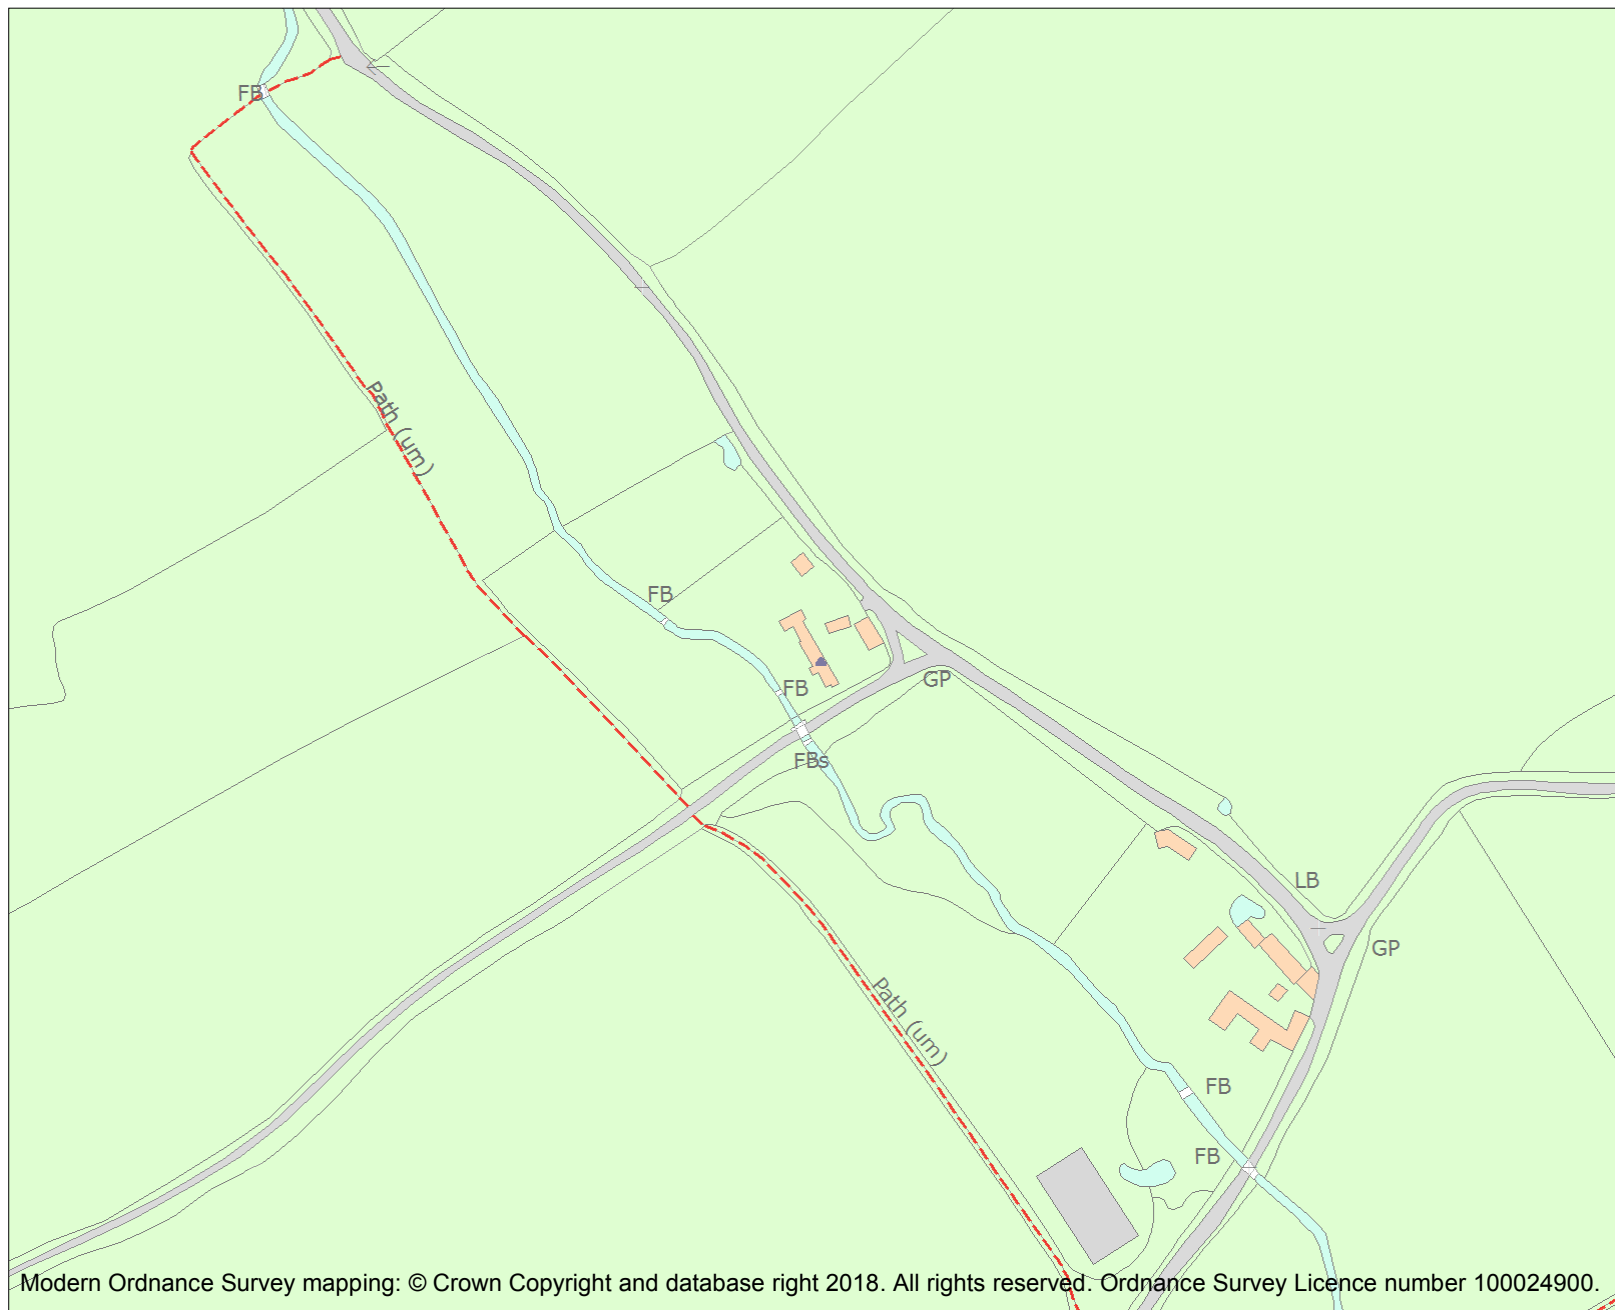 FB
Path (um)
FB
FB
GP
FBs
LB
GP
Path (um)
FB
FB
Modern Ordnance Survey mapping: © Crown Copyright and database right 2018. All rights reserved. Ordnance Survey Licence number 100024900.